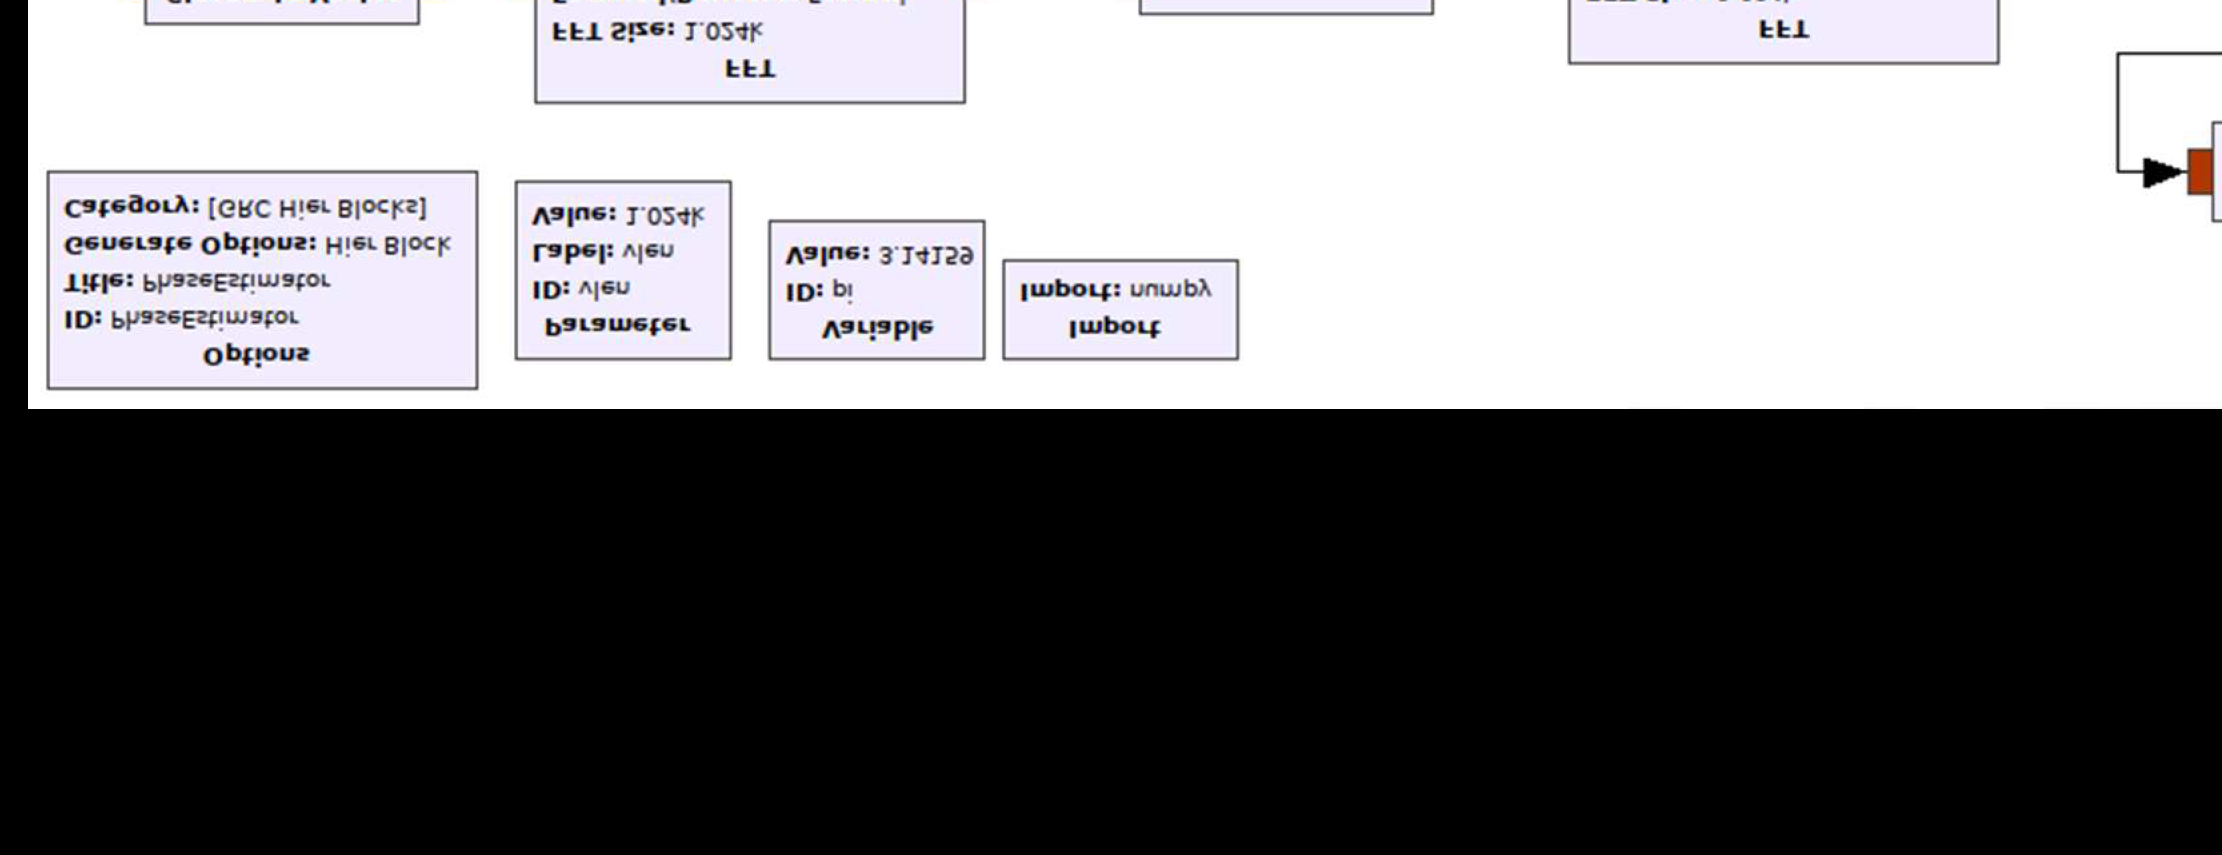 Options
ID: PhaseEstimator
Title: PhaseEstimator
Generate Options: Hier Block
Category: [GRC Hier Blocks]
Parameter
ID: vlen
Label: vlen
Value: 1.024k
Variable
ID: pi
Value: 3.14159
Import
Import: numpy
FFT
FFT Size: 1.024k
FFT